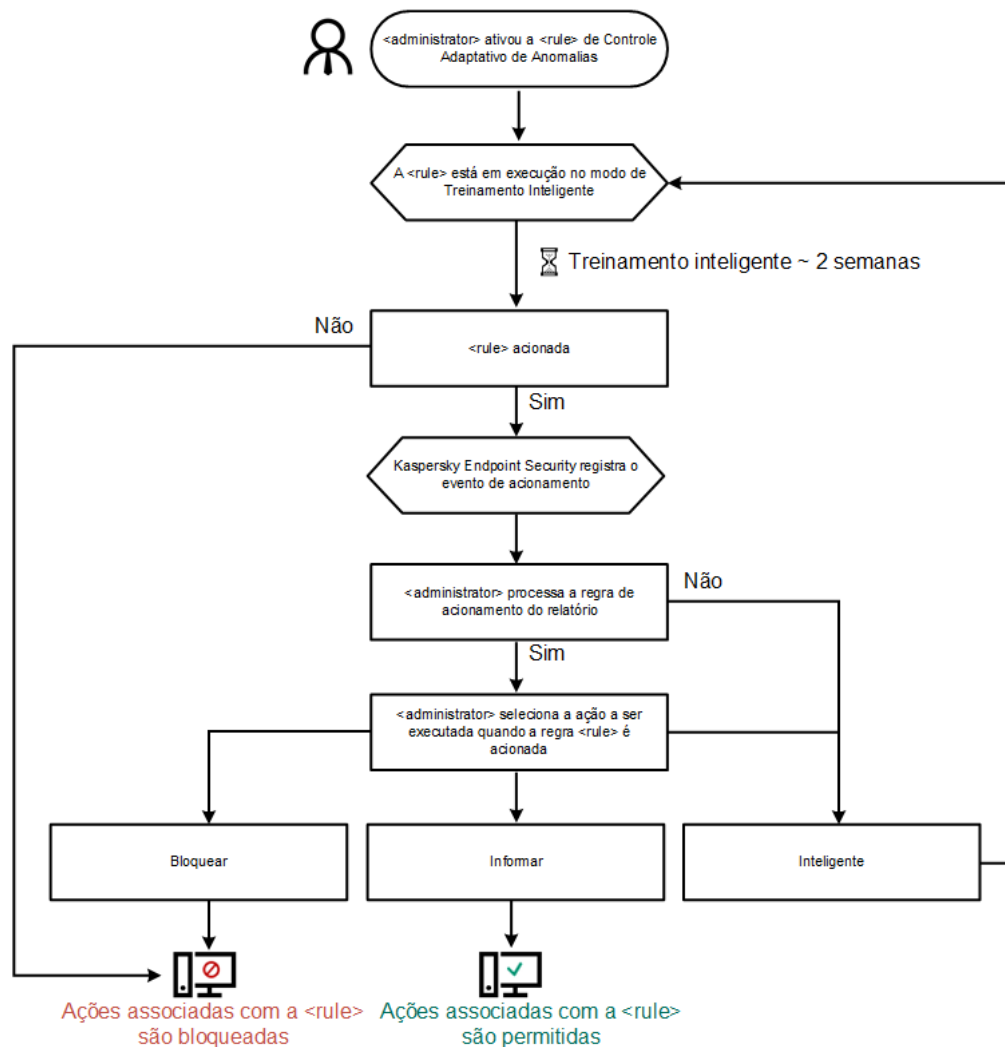 <administrator> ativou a <rule> de Controle
Adaptativo de Anomalias
A <rule> está em execução no modo de
Treinamento Inteligente
Treinamento inteligente ~ 2 semanas
Não
<rule> acionada
Sim
Kaspersky Endpoint Security registra o
evento de acionamento
<administrator> processa a regra de
acionamento do relatório
Não
Sim
<administrator> seleciona a ação a ser
executada quando a regra <rule> é
acionada
Bloquear
Informar
Inteligente
Ações associadas com a <rule>
são bloqueadas
Ações associadas com a <rule>
são permitidas